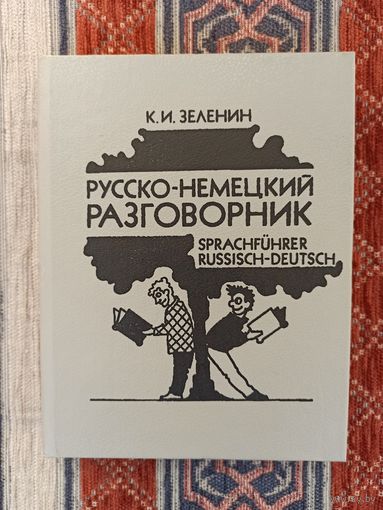 К.И. ЗЕЛЕНИН
РУССКО-НЕМЕЦКИЙ
РАЗГОВОРНИК
SPRACHFÜHRER
RUSSISCH-DEUTSCH